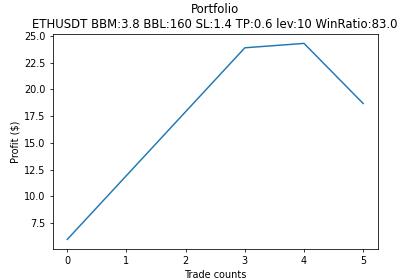 Portfolio
ETHUSDT BBM:3.8 BBL:160 SL:1.4 TP:0.6 lev:10 WinRatio:83.0
25.0
22.5
20.0
17.5
15.0
12.5
10.0
7.5
Profit ($)
0 1 2 3 4 5
Trade counts